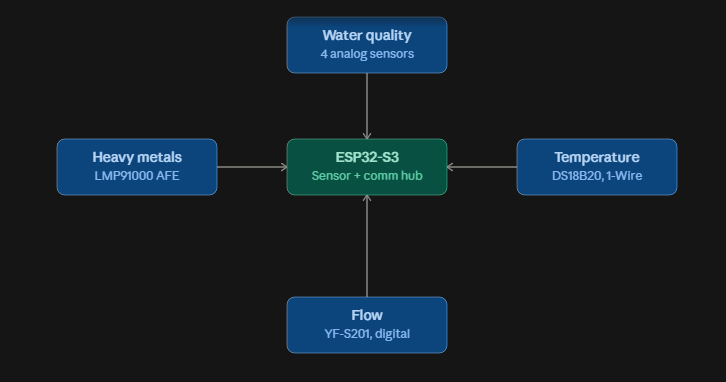 Water quality
4 analog sensors
Heavy metals
LMP91000 AFE
ESP32-S3
Sensor + comm hub
Temperature
DS18B20, 1-Wire
Flow
YF-S201, digital